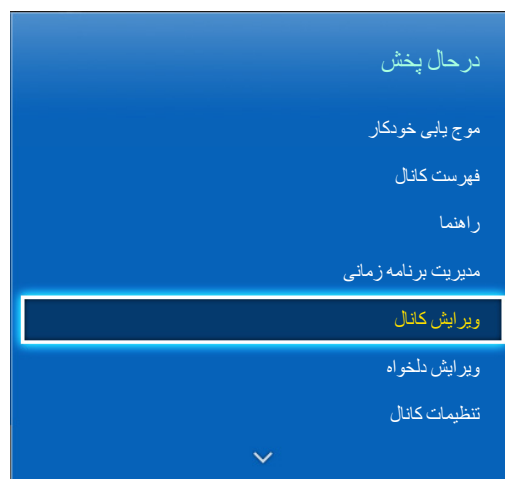 درحال پخش
موج یابی خودکار
فهرست کانال
راهنما
مدیریت برنامه زمانی
ویرایش کانال
ویرایش دلخواه
تنظیمات کانال